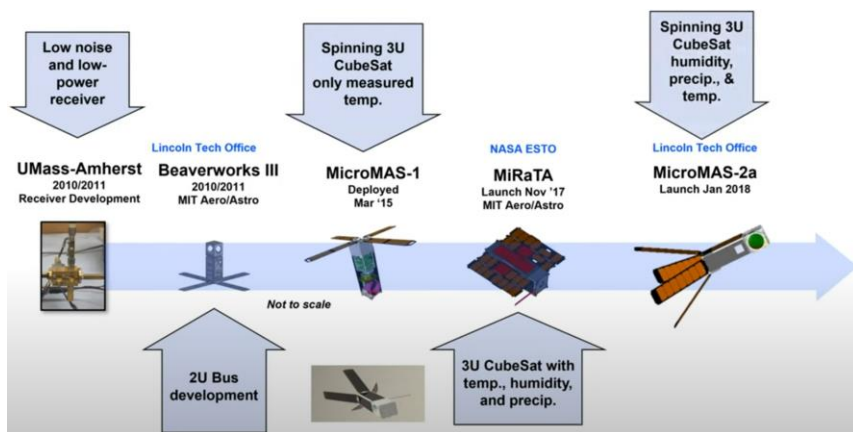 Low noise
and low-
power
receiver
Spinning 3U
CubeSat
only measured
temp.
Spinning 3U
CubeSat
humidity,
precip., &
temp.
Lincoln Tech Office
NASA ESTO
Lincoln Tech Office
UMass-Amherst
2010/2011
Receiver Development
Beaverworks III
2010/2011
MIT Aero/Astro
MicroMAS-1
Deployed
Mar ‘15
MiRaTA
Launch Nov ’17
MIT Aero/Astro
MicroMAS-2a
Launch Jan 2018
Not to scale
2U Bus
development
3U CubeSat with
temp., humidity,
and precip.